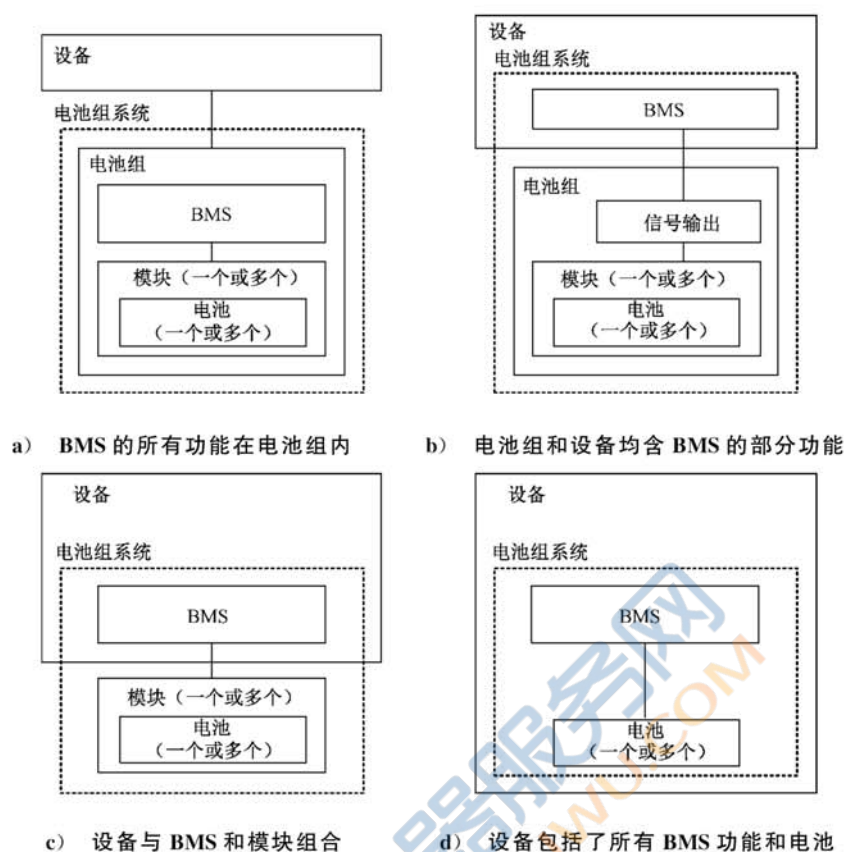 设备
电池组系统
电池组
BMS
模块（一个或多个）
电池
（一个或多个）
a） BMS 的所有功能在电池组内
设备
电池组系统
BMS
电池组
信号输出
模块（一个或多个）
电池
（一个或多个）
b） 电池组和设备均含 BMS 的部分功能
设备
电池组系统
BMS
模块（一个或多个）
电池
（一个或多个）
c） 设备与 BMS 和模块组合
设备
电池组系统
BMS
电池
（一个或多个）
d） 设备包括了所有 BMS 功能和电池
器服务网
WU.COM